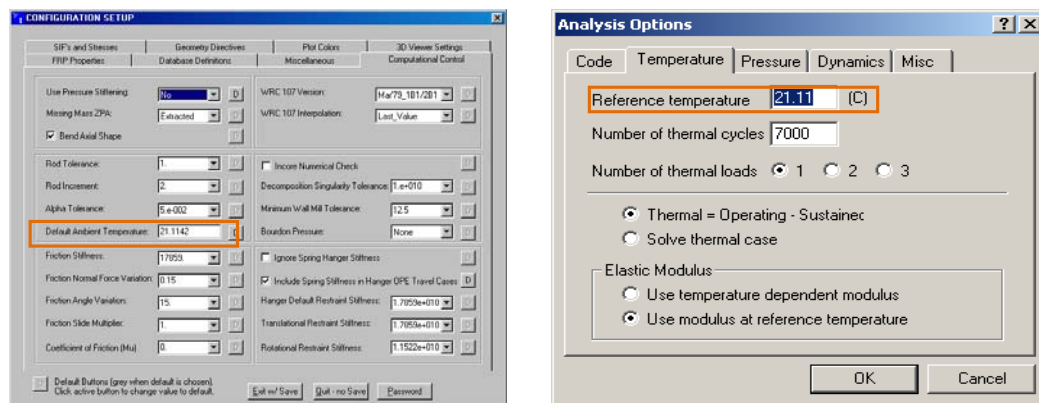 CONFIGURATION SETUP
SIF's and Stresses Geometry Directives Plot Colors 3D Viewer Settings
FRP Properties Database Definitions Miscellaneous Computational Control
Use Pressure Stiffening: No D
Missing Mass ZPA: Extracted
Bend Axial Shape
WRC 107 Version: Mar'79_1B1/2B1
WRC 107 Interpolation: Last_Value
Rod Tolerance: 1.
Rod Increment: 2.
Alpha Tolerance: 5.e-002
Default Ambient Temperature: 21.1142
Incore Numerical Check
Decomposition Singularity Tolerance: 1.e+010
Minimum Wall Mill Tolerance: 12.5
Bourdon Pressure: None
Friction Stiffness: 17859.
Friction Normal Force Variation: 0.15
Friction Angle Variation: 15.
Friction Slide Multiplier: 1.
Coefficient of Friction (Mu) 0.
Ignore Spring Hanger Stiffness
Include Spring Stiffness in Hanger OPE Travel Cases D
Hanger Default Restraint Stiffness: 1.7859e+010
Translational Restraint Stiffness: 1.7859e+010
Rotational Restraint Stiffness: 1.1522e+010
Default Buttons (grey when default is chosen).
Click active button to change value to default.
Exit w/ Save Quit - no Save Password
Analysis Options
Code Temperature Pressure Dynamics Misc
Reference temperature 21.11 (C)
Number of thermal cycles 7000
Number of thermal loads 1 2 3
Thermal = Operating - Sustained
Solve thermal case
Elastic Modulus
Use temperature dependent modulus
Use modulus at reference temperature
OK Cancel